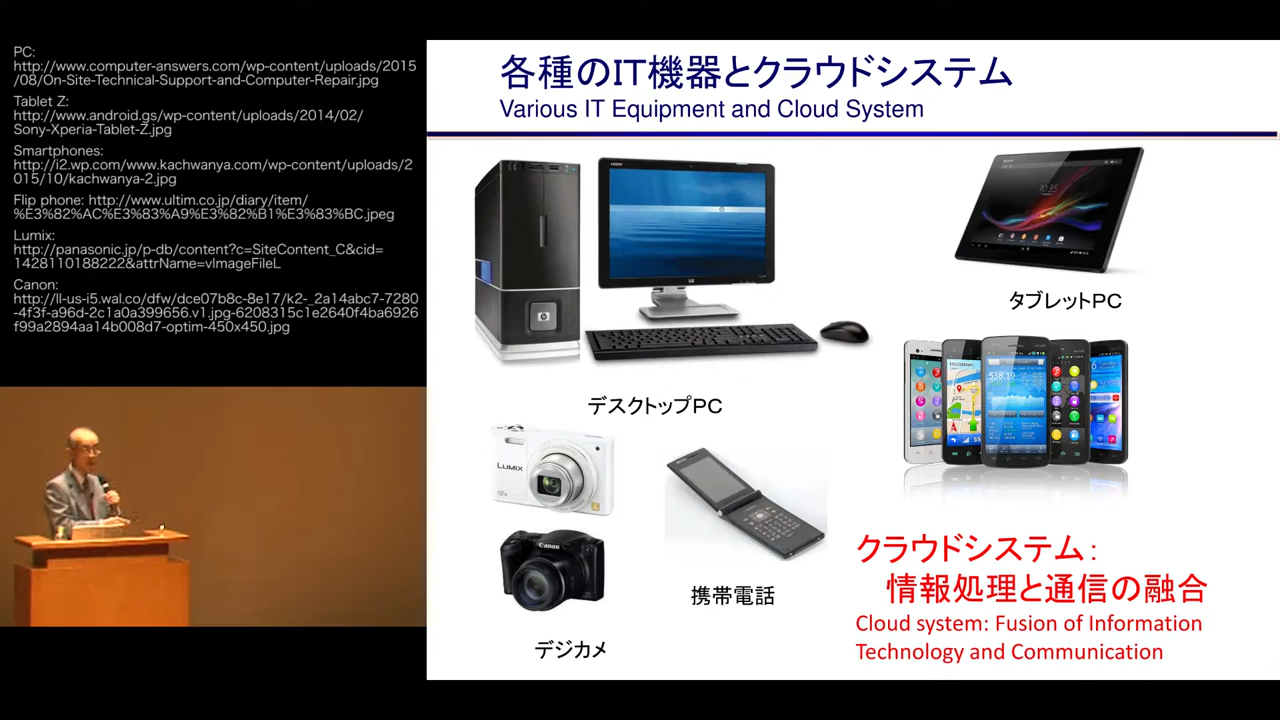 PC:
http://www.computer-answers.com/wp-content/uploads/2015
/08/On-Site-Technical-Support-and-Computer-Repair.jpg
Tablet Z:
http://www.android.gs/wp-content/uploads/2014/02/
Sony-Xperia-Tablet-Z.jpg
Smartphones:
http://i2.wp.com/www.kachwanya.com/wp-content/uploads/2
015/10/kachwanya-2.jpg
Flip phone: http://www.ultim.co.jp/diary/item/
%E3%82%AC%E3%83%A9%E3%82%B1%E3%83%BC.jpeg
Lumix:
http://panasonic.jp/p-db/content?c=SiteContent_C&cid=
1428110188222&attrName=vImageFileL
Canon:
http://ll-us-i5.wal.co/dfw/dce07b8c-8e17/k2-_2a14abc7-7280
-4f3f-a96d-2c1a0a399656.v1.jpg-6208315c1e2640f4ba6926
f99a2894aa14b008d7-optim-450x450.jpg
各種のIT機器とクラウドシステム
Various IT Equipment and Cloud System
SONY
10:35
タブレットPC
デスクトップPC
538.19
LUMIX
12x
Canon
携帯電話
デジカメ
クラウドシステム：
情報処理と通信の融合
Cloud system: Fusion of Information
Technology and Communication